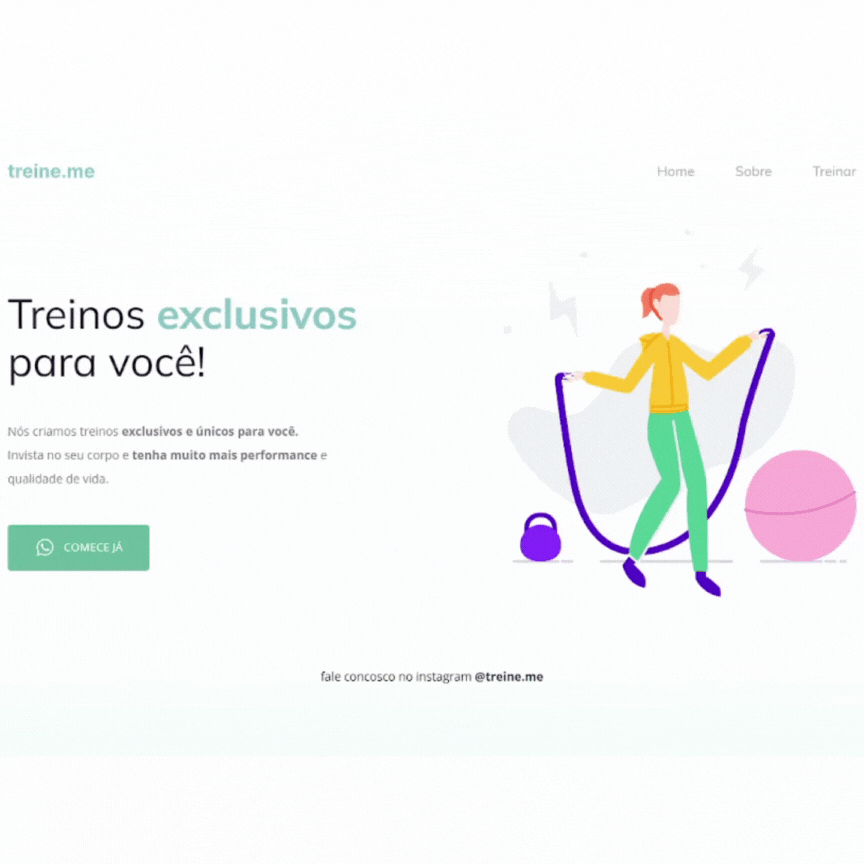 treine.me
Home Sobre Treinar
Treinos exclusivos
para você!
Nós criamos treinos exclusivos e únicos para você.
Invista no seu corpo e tenha muito mais performance e
qualidade de vida.
COMECE JÁ
fale concosco no instagram @treine.me